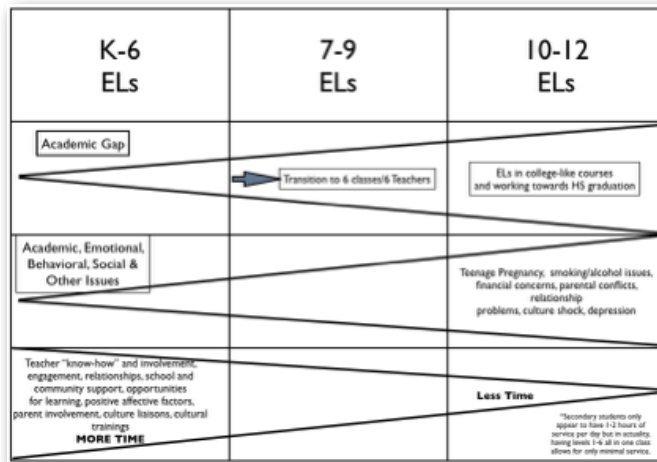 K-6
ELs
7-9
ELs
10-12
ELs
Academic Gap
Transition to 6 classes/6 Teachers
ELs in college-like courses
and working towards HS graduation
Academic, Emotional,
Behavioral, Social &
Other Issues
Teenage Pregnancy, smoking/alcohol issues,
financial concerns, parental conflicts,
relationship
problems, culture shock, depression
Teacher "know-how" and involvement,
engagement, relationships, school and
community support, opportunities
for learning, positive affective factors,
parent involvement, culture liaisons, cultural
trainings
MORE TIME
Less Time
*Secondary students only
appear to have 1-2 hours of
service per day but in actuality,
having levels 1-6 all in one class
allows for only minimal service.